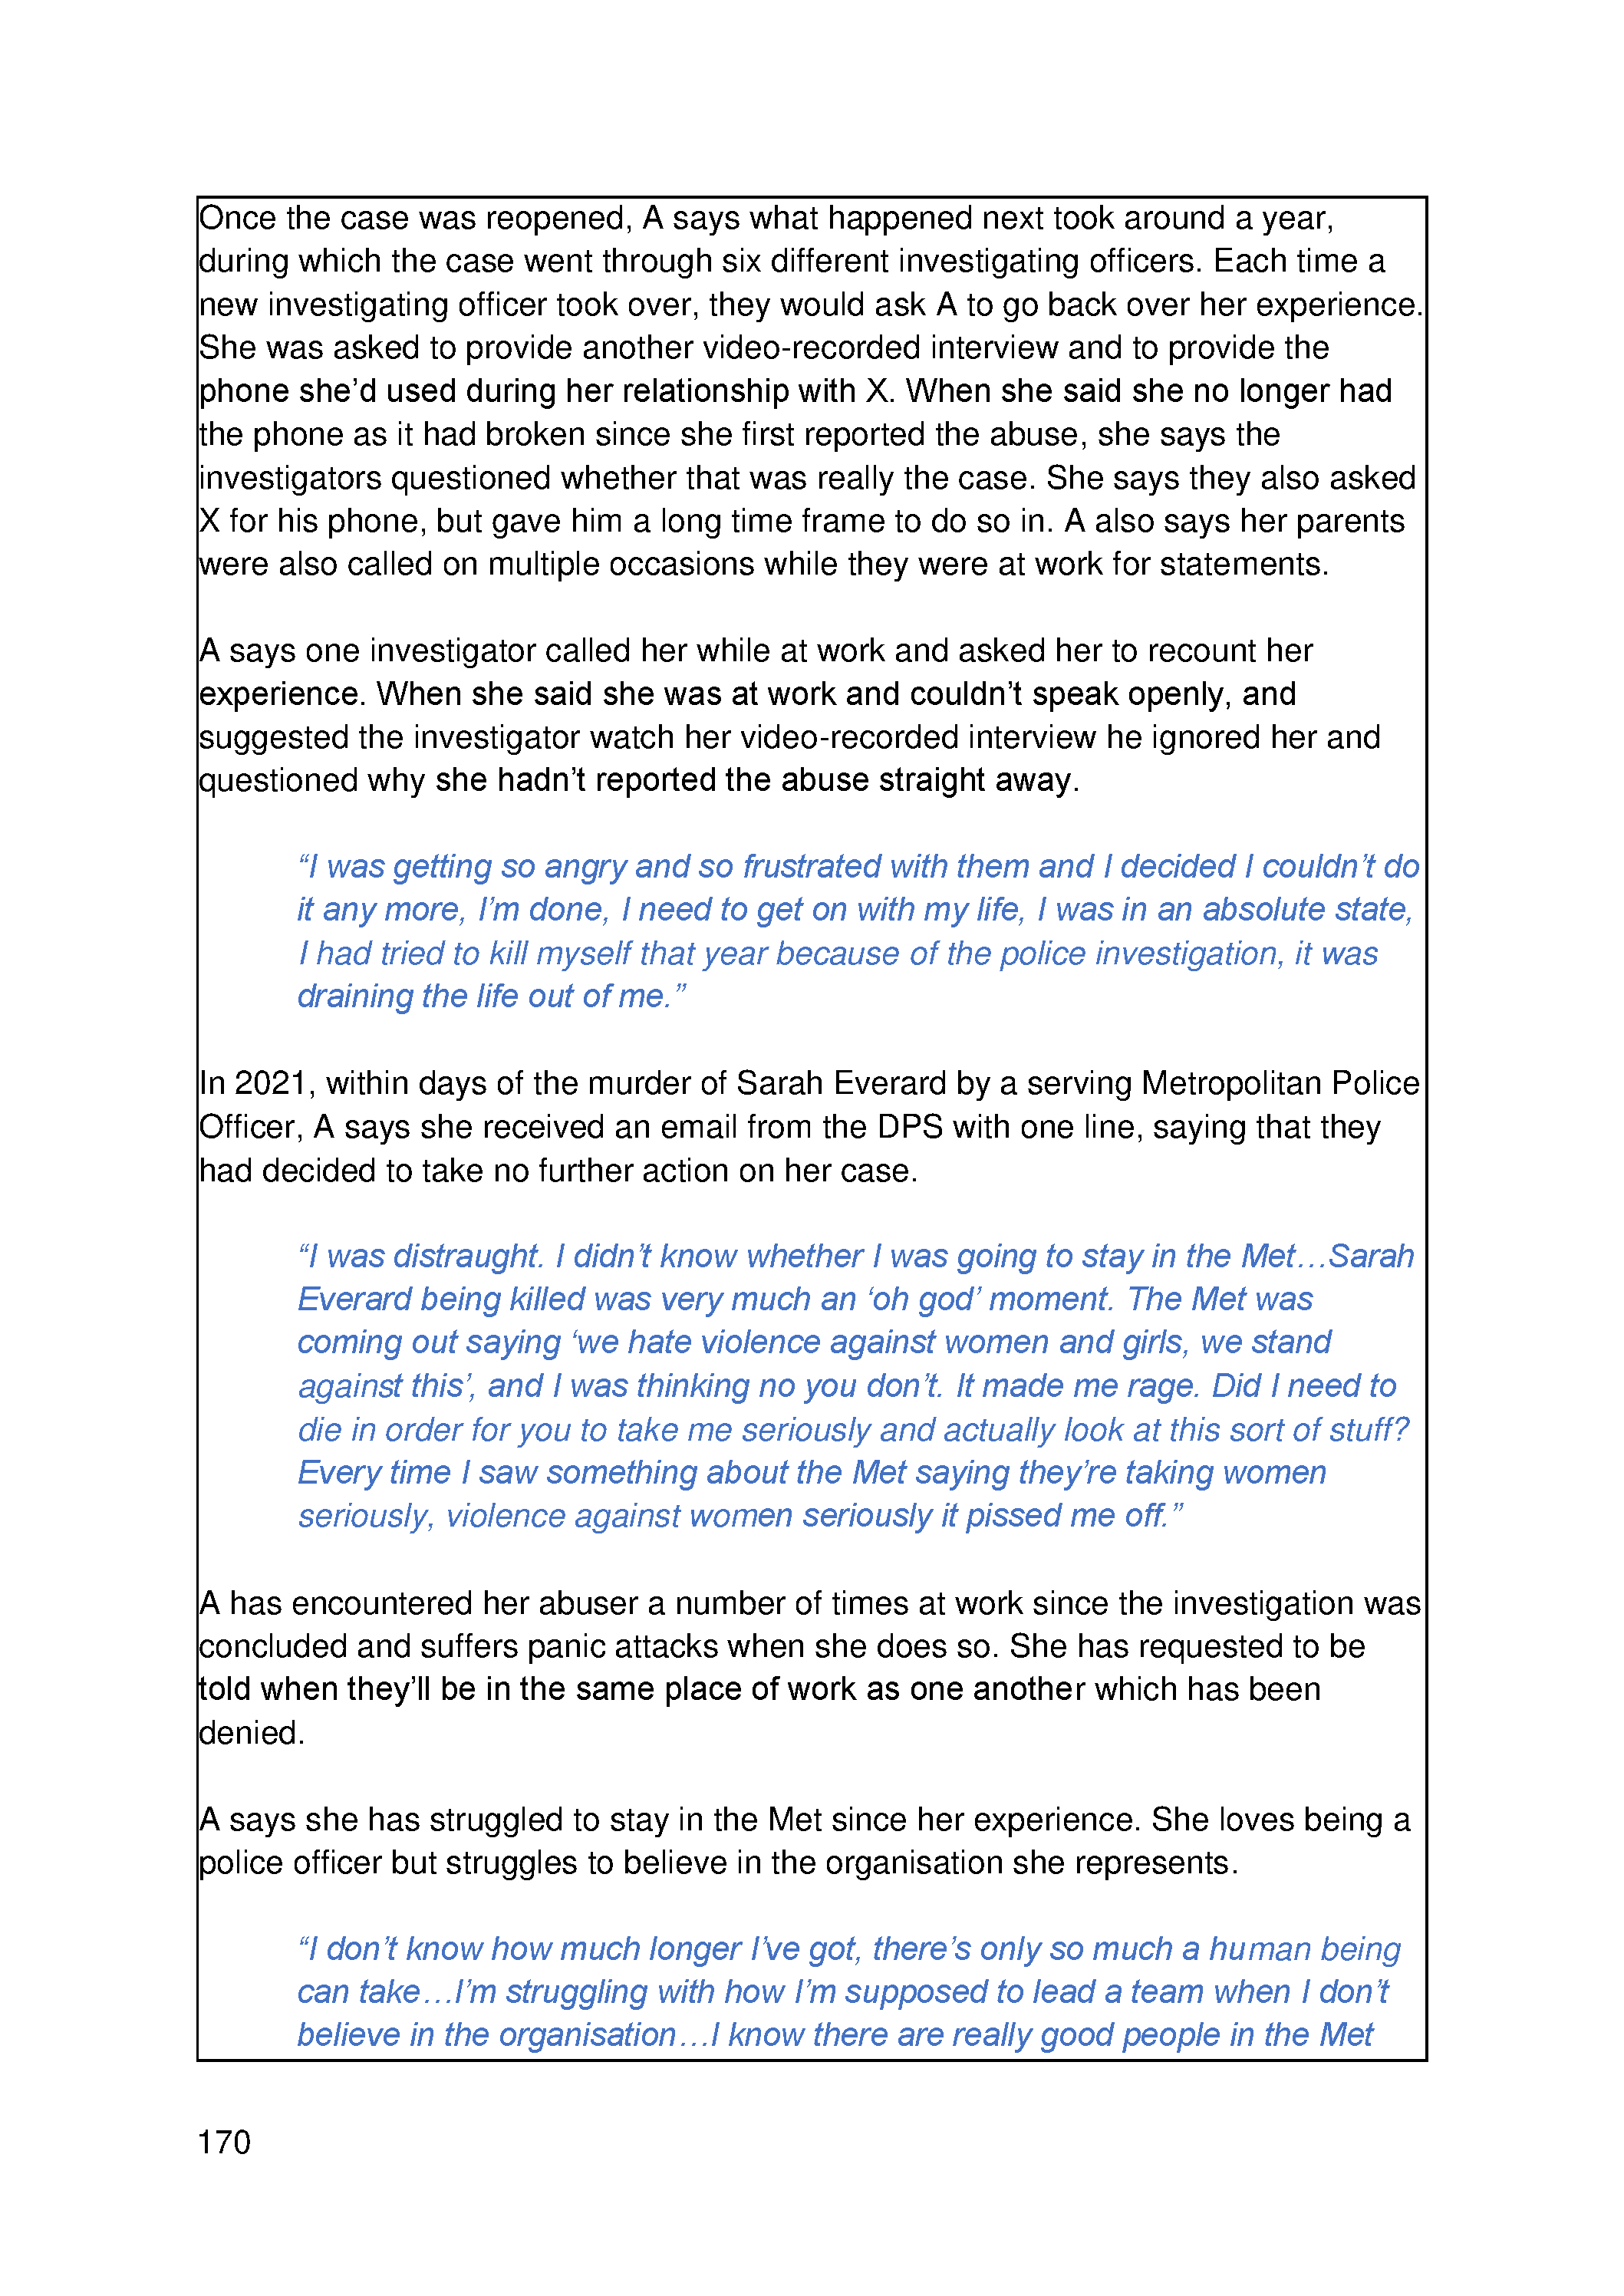 Once the case was reopened, A says what happened next took around a year,
during which the case went through six different investigating officers. Each time a
new investigating officer took over, they would ask A to go back over her experience.
She was asked to provide another video-recorded interview and to provide the
phone she’d used during her relationship with X. When she said she no longer had
the phone as it had broken since she first reported the abuse, she says the
investigators questioned whether that was really the case. She says they also asked
X for his phone, but gave him a long time frame to do so in. A also says her parents
were also called on multiple occasions while they were at work for statements.
A says one investigator called her while at work and asked her to recount her
experience. When she said she was at work and couldn’t speak openly, and
suggested the investigator watch her video-recorded interview he ignored her and
questioned why she hadn’t reported the abuse straight away.
“I was getting so angry and so frustrated with them and I decided I couldn’t do
it any more, I’m done, I need to get on with my life, I was in an absolute state,
I had tried to kill myself that year because of the police investigation, it was
draining the life out of me.”
In 2021, within days of the murder of Sarah Everard by a serving Metropolitan Police
Officer, A says she received an email from the DPS with one line, saying that they
had decided to take no further action on her case.
“I was distraught. I didn’t know whether I was going to stay in the Met…Sarah
Everard being killed was very much an ‘oh god’ moment. The Met was
coming out saying ‘we hate violence against women and girls, we stand
against this’, and I was thinking no you don’t. It made me rage. Did I need to
die in order for you to take me seriously and actually look at this sort of stuff?
Every time I saw something about the Met saying they’re taking women
seriously, violence against women seriously it pissed me off.”
A has encountered her abuser a number of times at work since the investigation was
concluded and suffers panic attacks when she does so. She has requested to be
told when they’ll be in the same place of work as one another which has been
denied.
A says she has struggled to stay in the Met since her experience. She loves being a
police officer but struggles to believe in the organisation she represents.
“I don’t know how much longer I’ve got, there’s only so much a human being
can take…I’m struggling with how I’m supposed to lead a team when I don’t
believe in the organisation…I know there are really good people in the Met
170